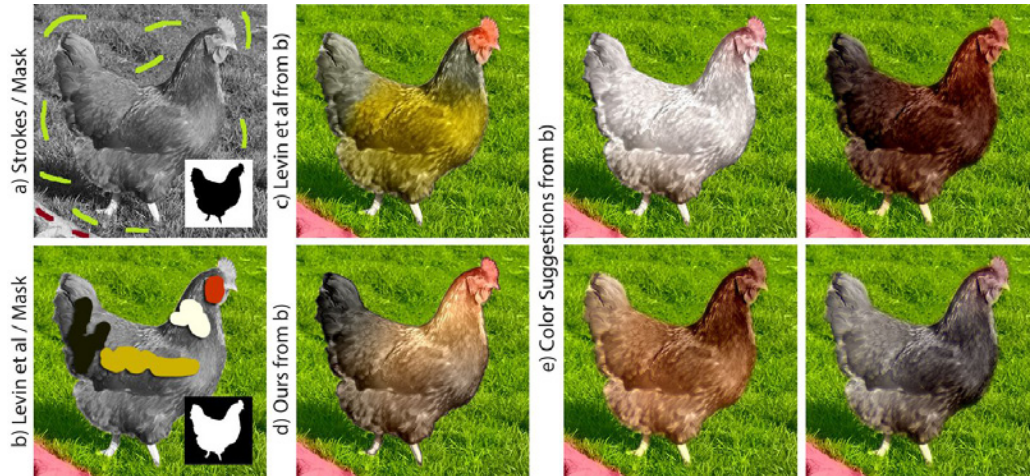 a) Strokes / Mask
b) Levin et al / Mask
c) Levin et al from b)
d) Ours from b)
e) Color Suggestions from b)